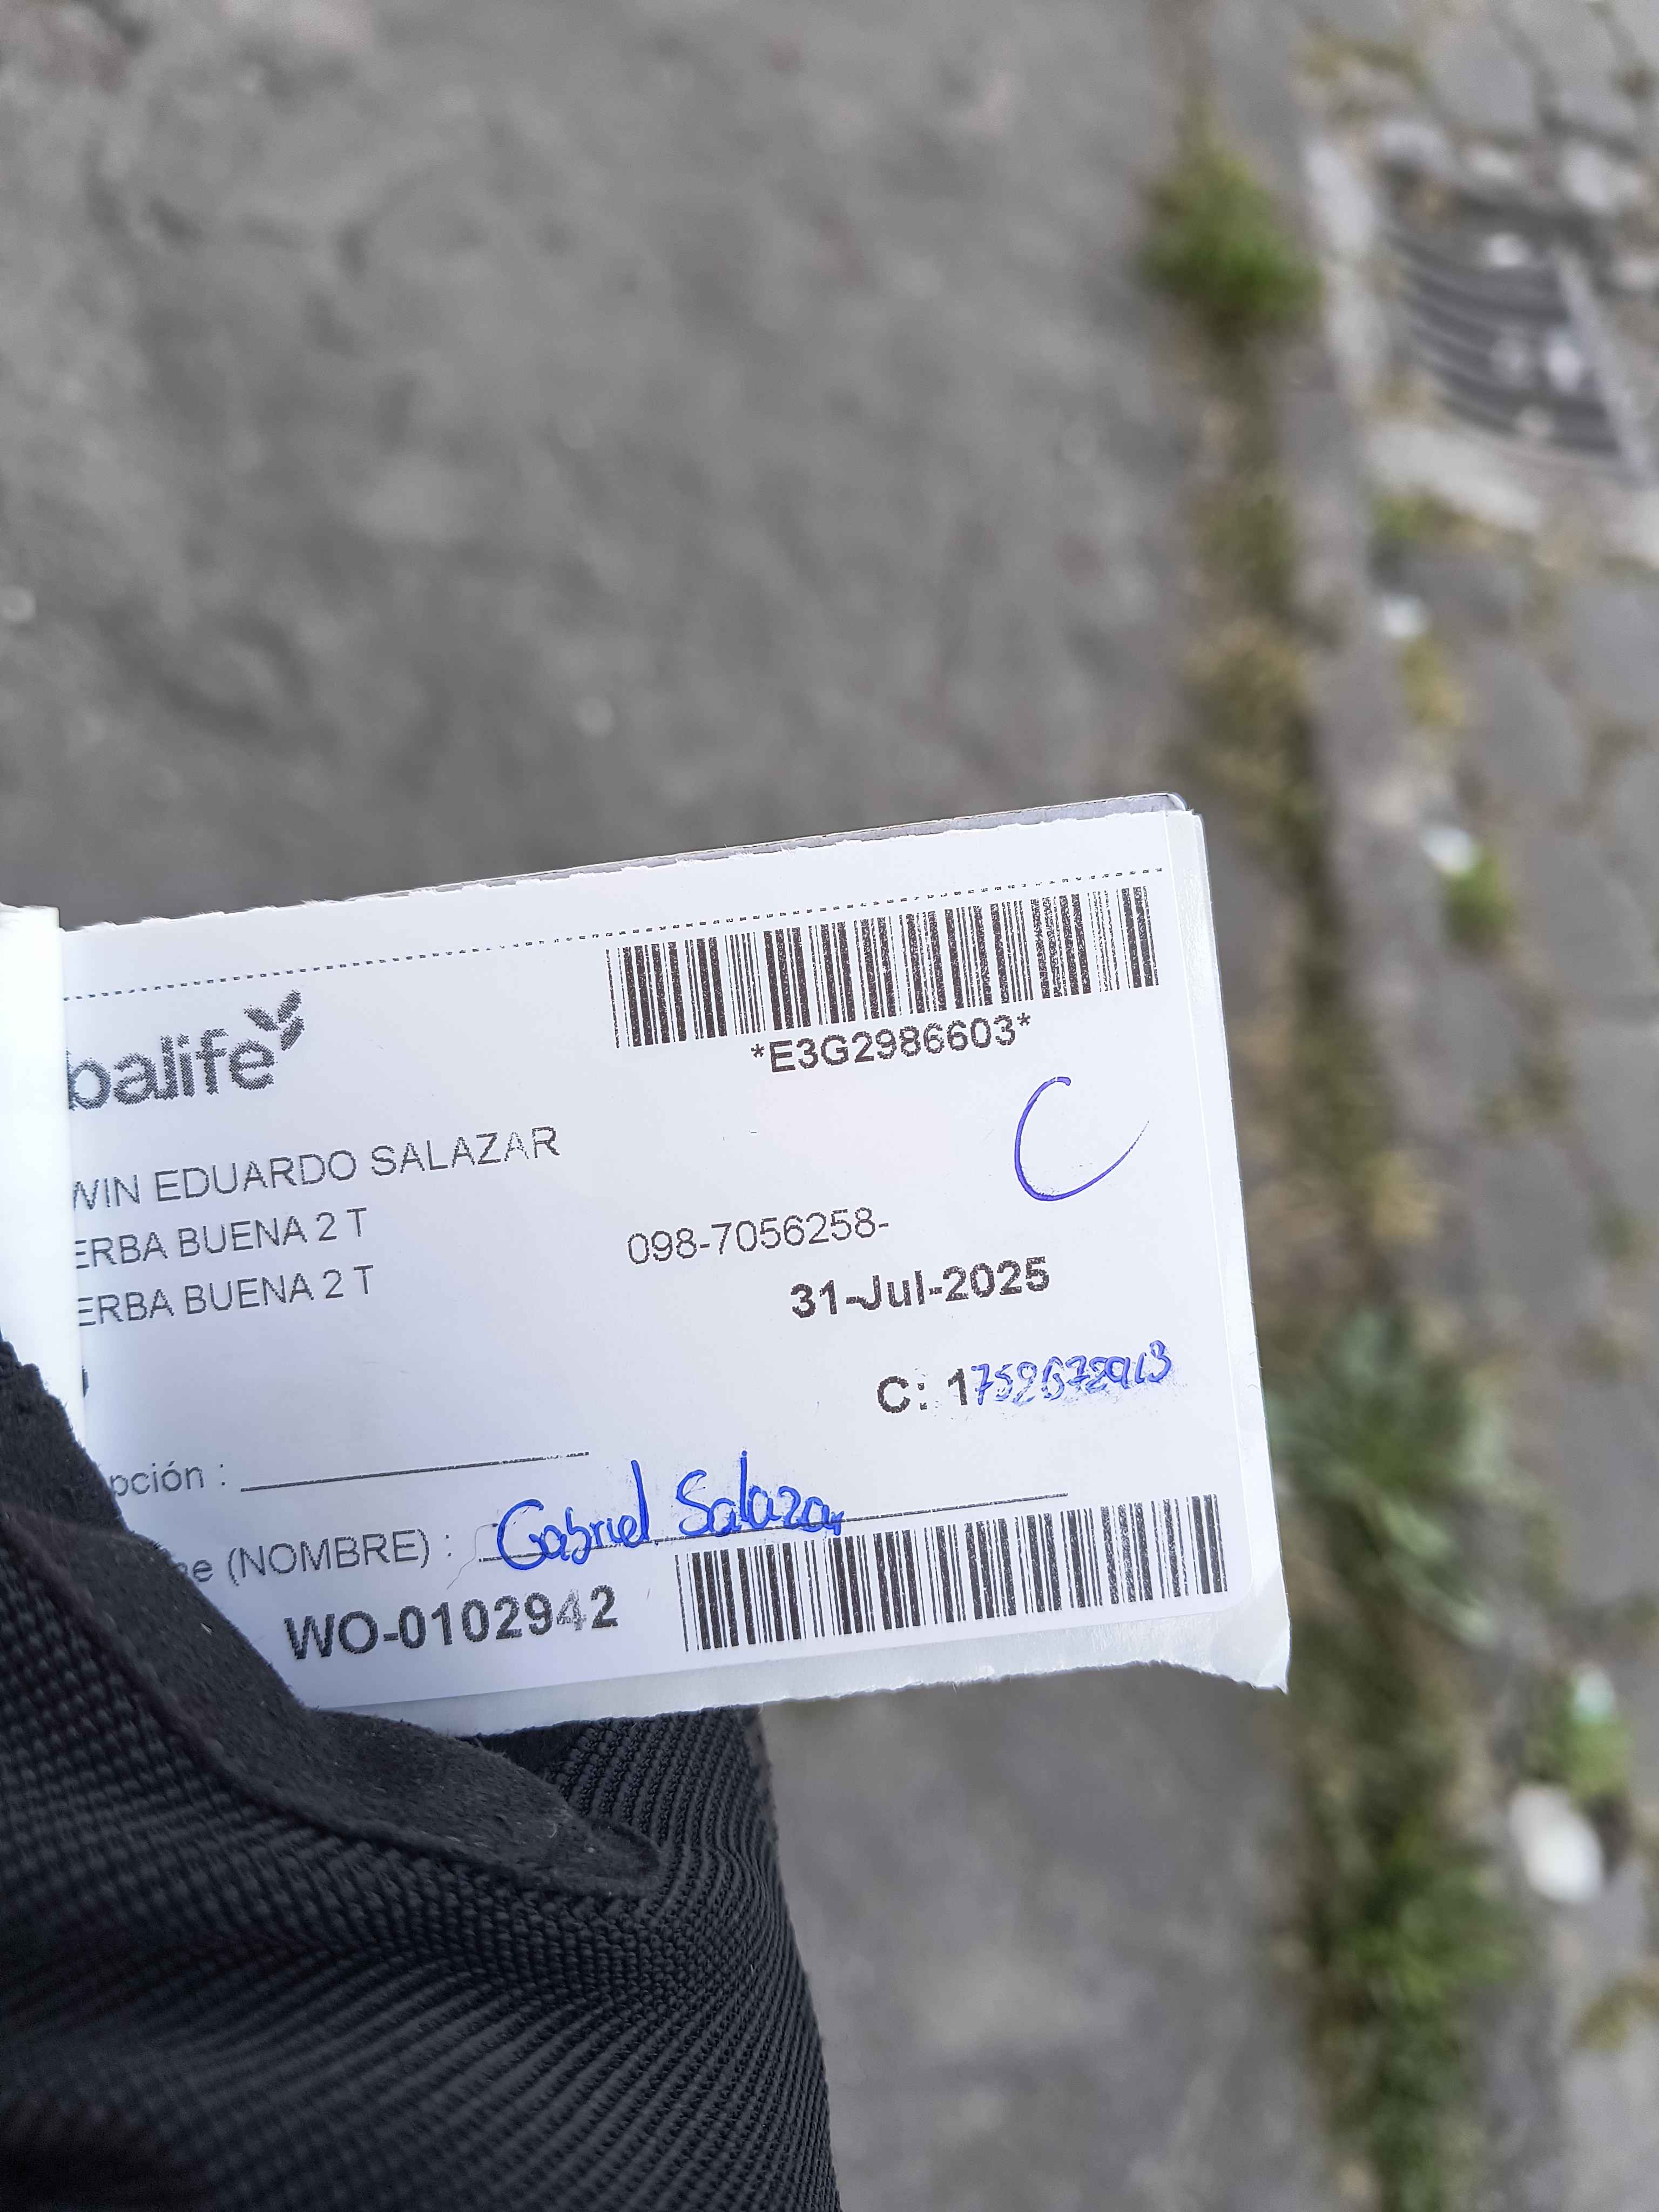 balife
*E3G2986603*
C
WIN EDUARDO SALAZAR
ERBA BUENA 2 T
098-7056258-
ERBA BUENA 2 T
31-Jul-2025
C: 1752672913
pción :
be (NOMBRE) : Gabriel Salazar
WO-0102942